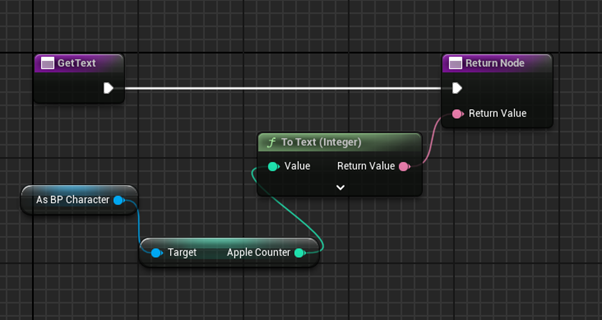 GetText
Return Node
Return Value
To Text (Integer)
Value Return Value
As BP Character
Target Apple Counter